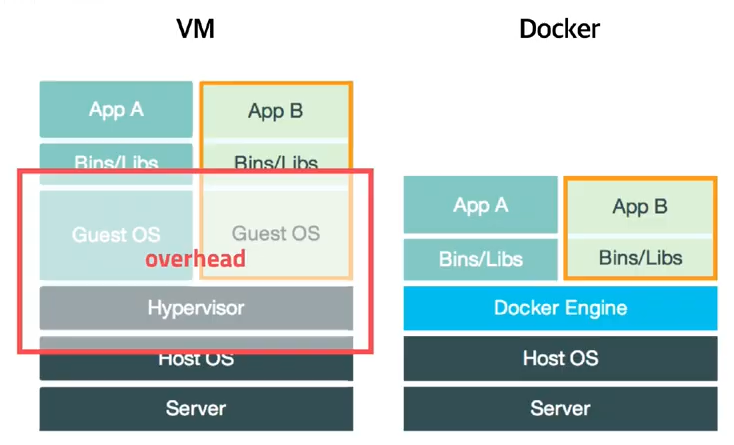 VM
App A
App B
Bins/Libs
Bins/Libs
Guest OS
Guest OS
overhead
Hypervisor
Host OS
Server
Docker
App A
App B
Bins/Libs
Bins/Libs
Docker Engine
Host OS
Server